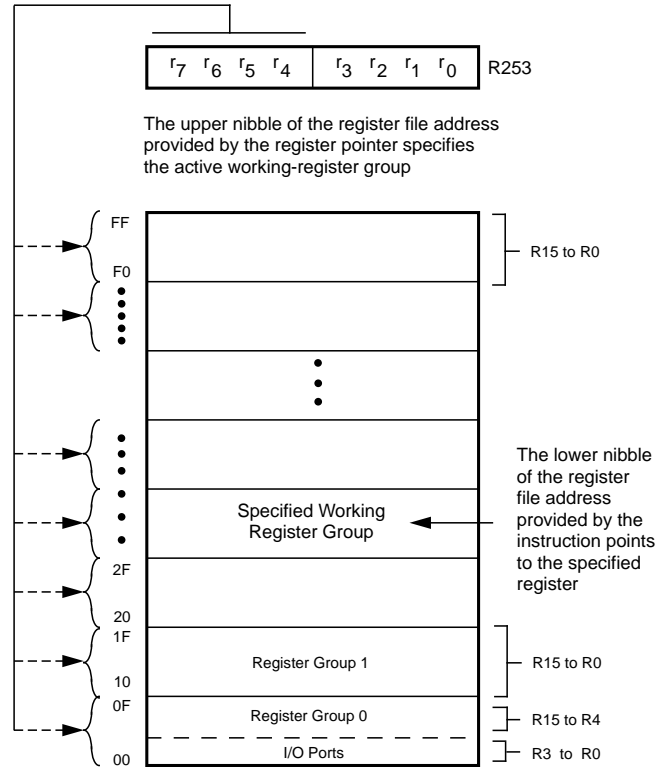 r7 r6 r5 r4 r3 r2 r1 r0 R253
The upper nibble of the register file address
provided by the register pointer specifies
the active working-register group
FF
R15 to R0
F0
The lower nibble
of the register
file address
provided by the
instruction points
to the specified
register
Specified Working
Register Group
2F
20
1F
Register Group 1
R15 to R0
10
0F
Register Group 0
R15 to R4
I/O Ports
R3 to R0
00